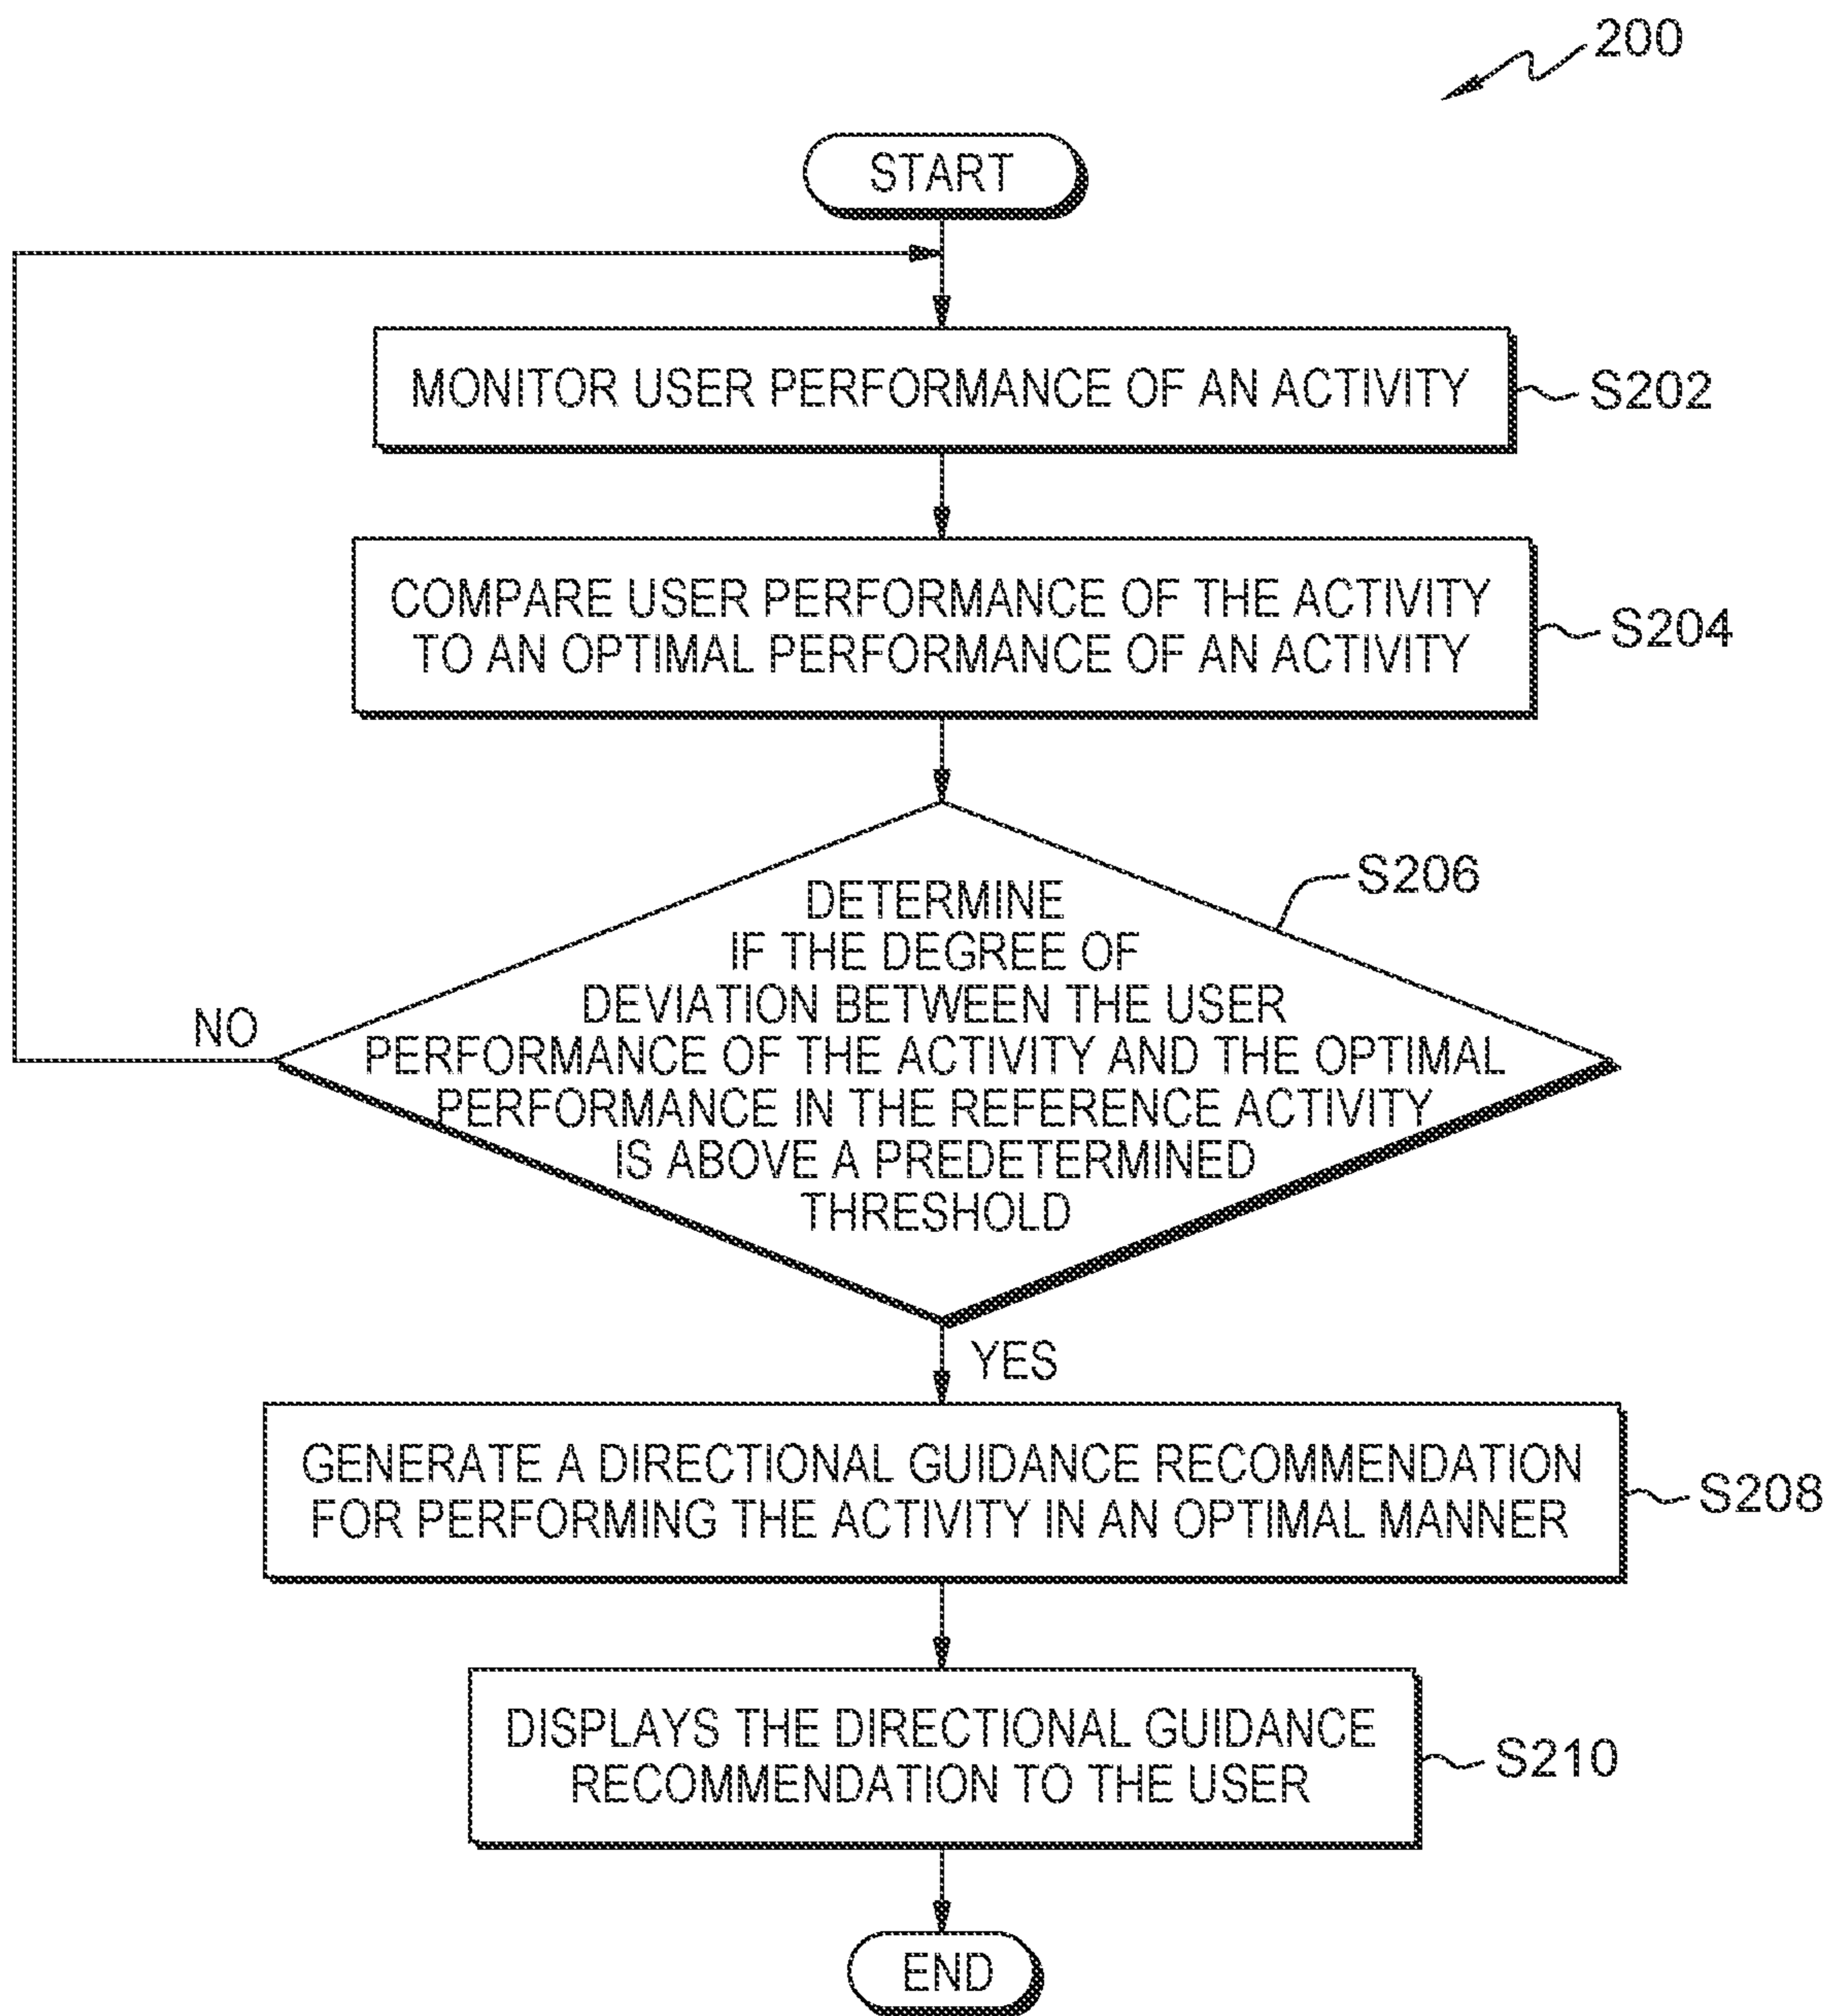 200
START
MONITOR USER PERFORMANCE OF AN ACTIVITY
S202
COMPARE USER PERFORMANCE OF THE ACTIVITY
TO AN OPTIMAL PERFORMANCE OF AN ACTIVITY
S204
DETERMINE
IF THE DEGREE OF
DEVIATION BETWEEN THE USER
PERFORMANCE OF THE ACTIVITY AND THE OPTIMAL
PERFORMANCE IN THE REFERENCE ACTIVITY
IS ABOVE A PREDETERMINED
THRESHOLD
S206
NO
YES
GENERATE A DIRECTIONAL GUIDANCE RECOMMENDATION
FOR PERFORMING THE ACTIVITY IN AN OPTIMAL MANNER
S208
DISPLAYS THE DIRECTIONAL GUIDANCE
RECOMMENDATION TO THE USER
S210
END